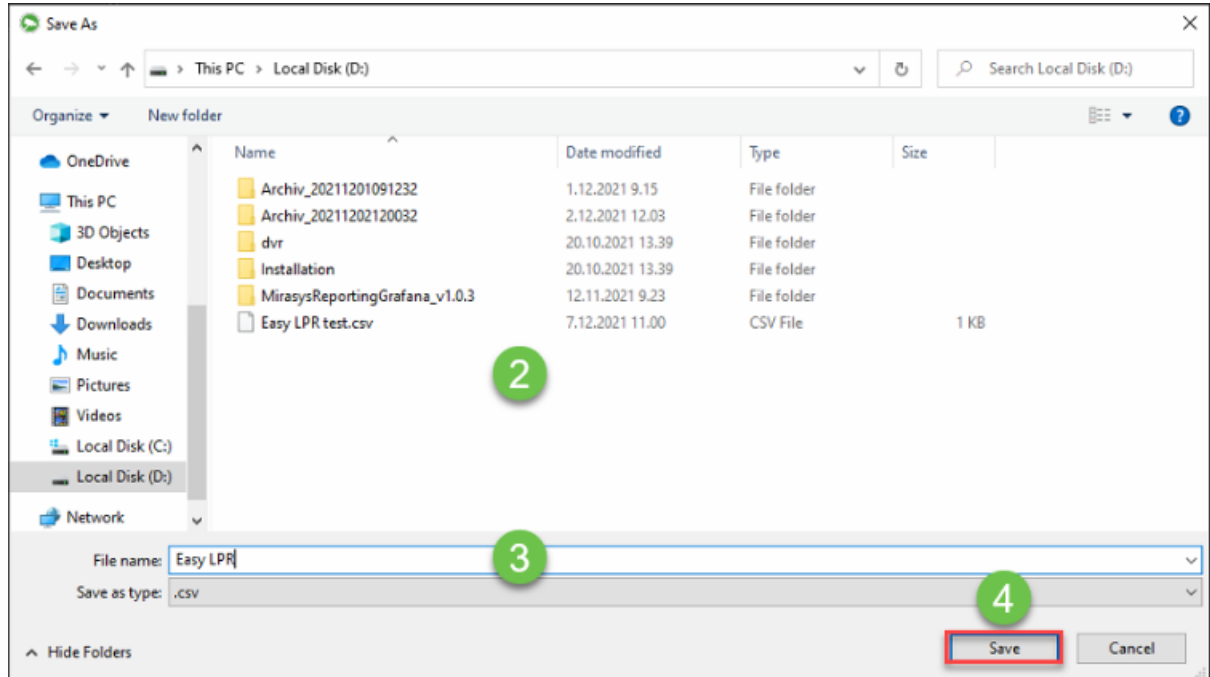 Save As
This PC > Local Disk (D:)
Search Local Disk (D:)
Organize
New folder
?
OneDrive
This PC
3D Objects
Desktop
Documents
Downloads
Music
Pictures
Videos
Local Disk (C:)
Local Disk (D:)
Network
Name Date modified Type Size
Archiv_20211201091232 1.12.2021 9.15 File folder
Archiv_20211202120032 2.12.2021 12.03 File folder
dvr 20.10.2021 13.39 File folder
Installation 20.10.2021 13.39 File folder
MirasysReportingGrafana_v1.0.3 12.11.2021 9.23 File folder
Easy LPR test.csv 7.12.2021 11.00 CSV File 1 KB
2
File name: Easy LPR
3
Save as type: .csv
4
Hide Folders
Save
Cancel